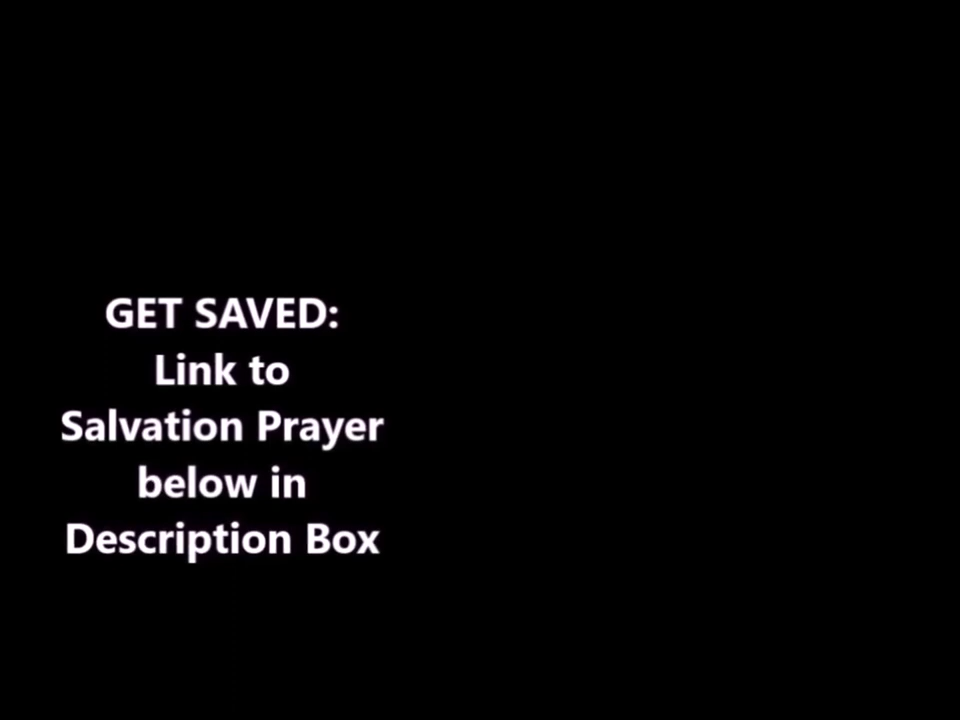 GET SAVED:
Link to
Salvation Prayer
below in
Description Box